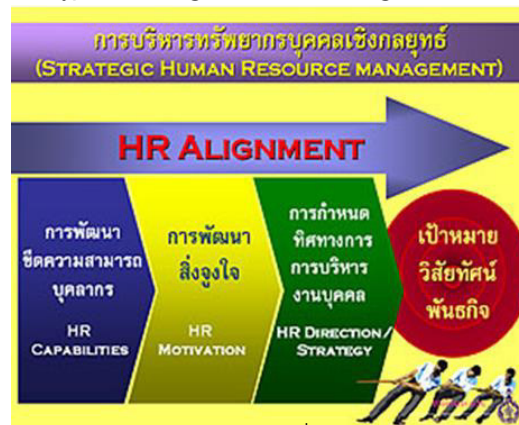 การบริหารทรัพยากรบุคคลเชิงกลยุทธ์
(STRATEGIC HUMAN RESOURCE MANAGEMENT)
HR ALIGNMENT
การพัฒนา
ขีดความสามารถ
บุคลากร
HR
CAPABILITIES
การพัฒนา
สิ่งจูงใจ
HR
MOTIVATION
การกำหนด
ทิศทางการ
การบริหาร
งานบุคคล
HR DIRECTION/
STRATEGY
เป้าหมาย
วิสัยทัศน์
พันธกิจ